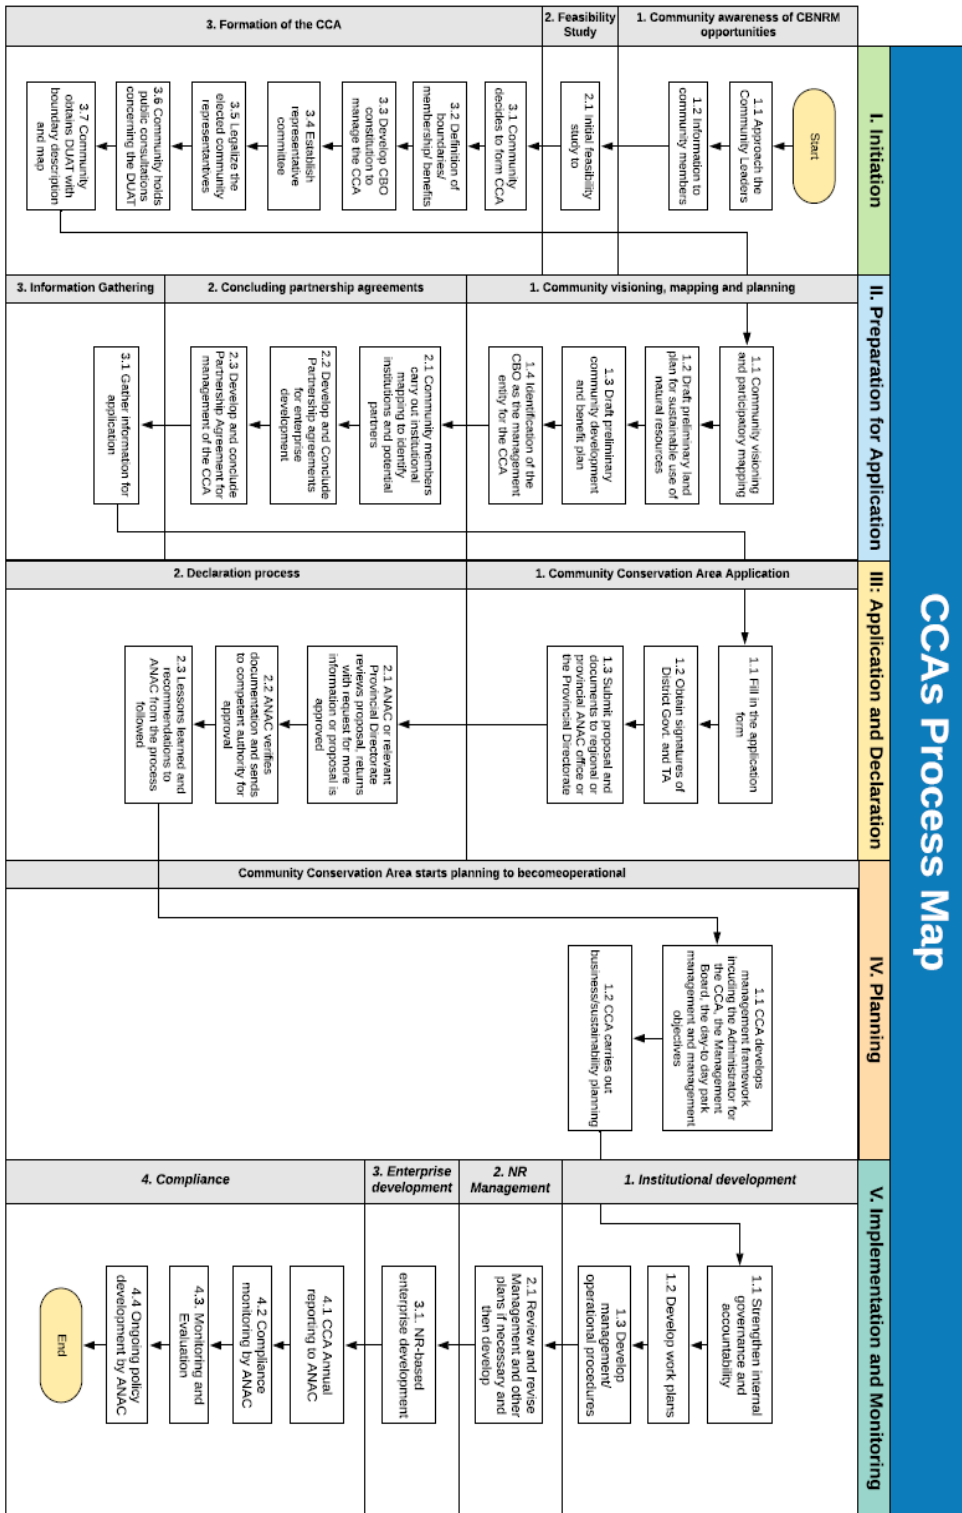 CCAs Process Map
I. Initiation
1. Community awareness of CBNRM
opportunities
Start
1.1 Approach the
Community Leaders
1.2 Information to
community members
2. Feasibility
Study
2.1 Initial feasibility
study to
3. Formation of the CCA
3.1 Community
decides to form CCA
3.2 Definition of
boundaries/
membership/ benefits
3.3 Develop CBO
constitution to
manage the CCA
3.4 Establish
representative
committee
3.5 Legalize the
elected community
representantives
3.6 Community holds
public consultations
concerning the DUAT
3.7 Community
obtains DUAT with
boundary description
and map
II. Preparation for Application
1. Community visioning, mapping and planning
1.1 Community visioning
and participatory mapping
1.2 Draft preliminary land
plan for sustainable use of
natural resources
1.3 Draft preliminary
community development
and benefit plan
1.4 Identification of the
CBO as the management
entity for the CCA
2. Concluding partnership agreements
2.1 Community members
carry out institutional
mapping to identify
institutions and potential
partners
2.2 Develop and Conclude
Partnership agreements
for enterprise
development
2.3 Develop and conclude
Partnership Agreement for
management of the CCA
3. Information Gathering
3.1 Gather information for
application
III: Application and Declaration
1. Community Conservation Area Application
1.1 Fill in the application
form
1.2 Obtain signatures of
District Govt. and TA
1.3 Submit proposal and
documents to regional or
provincial ANAC office or
the Provincial Directorate
2. Declaration process
2.1 ANAC or relevant
Provincial Directorate
reviews proposal, returns
with request for more
information or proposal is
approved
2.2 ANAC verifies
documentation and sends
to competent authority for
approval
2.3 Lessons learned and
recommendations to
ANAC from the process
followed
IV. Planning
Community Conservation Area starts planning to becomeoperational
1.1 CCA develops
management framework
incuding the Administrator for
the CCA, the Management
Board, the day-to day park
management and management
objectives
1.2 CCA carries out
business/sustainability planning
V. Implementation and Monitoring
1. Institutional development
1.1 Strengthen internal
governance and
accountability
1.2 Develop work plans
1.3 Develop
management/
operational procedures
2. NR
Management
2.1 Review and revise
Management and other
plans if necessary and
then develop
3. Enterprise
development
3.1. NR-based
enterprise development
4. Compliance
4.1 CCA Annual
reporting to ANAC
4.2 Compliance
monitoring by ANAC
4.3. Monitoring and
Evaluation
4.4 Ongoing policy
development by ANAC
End